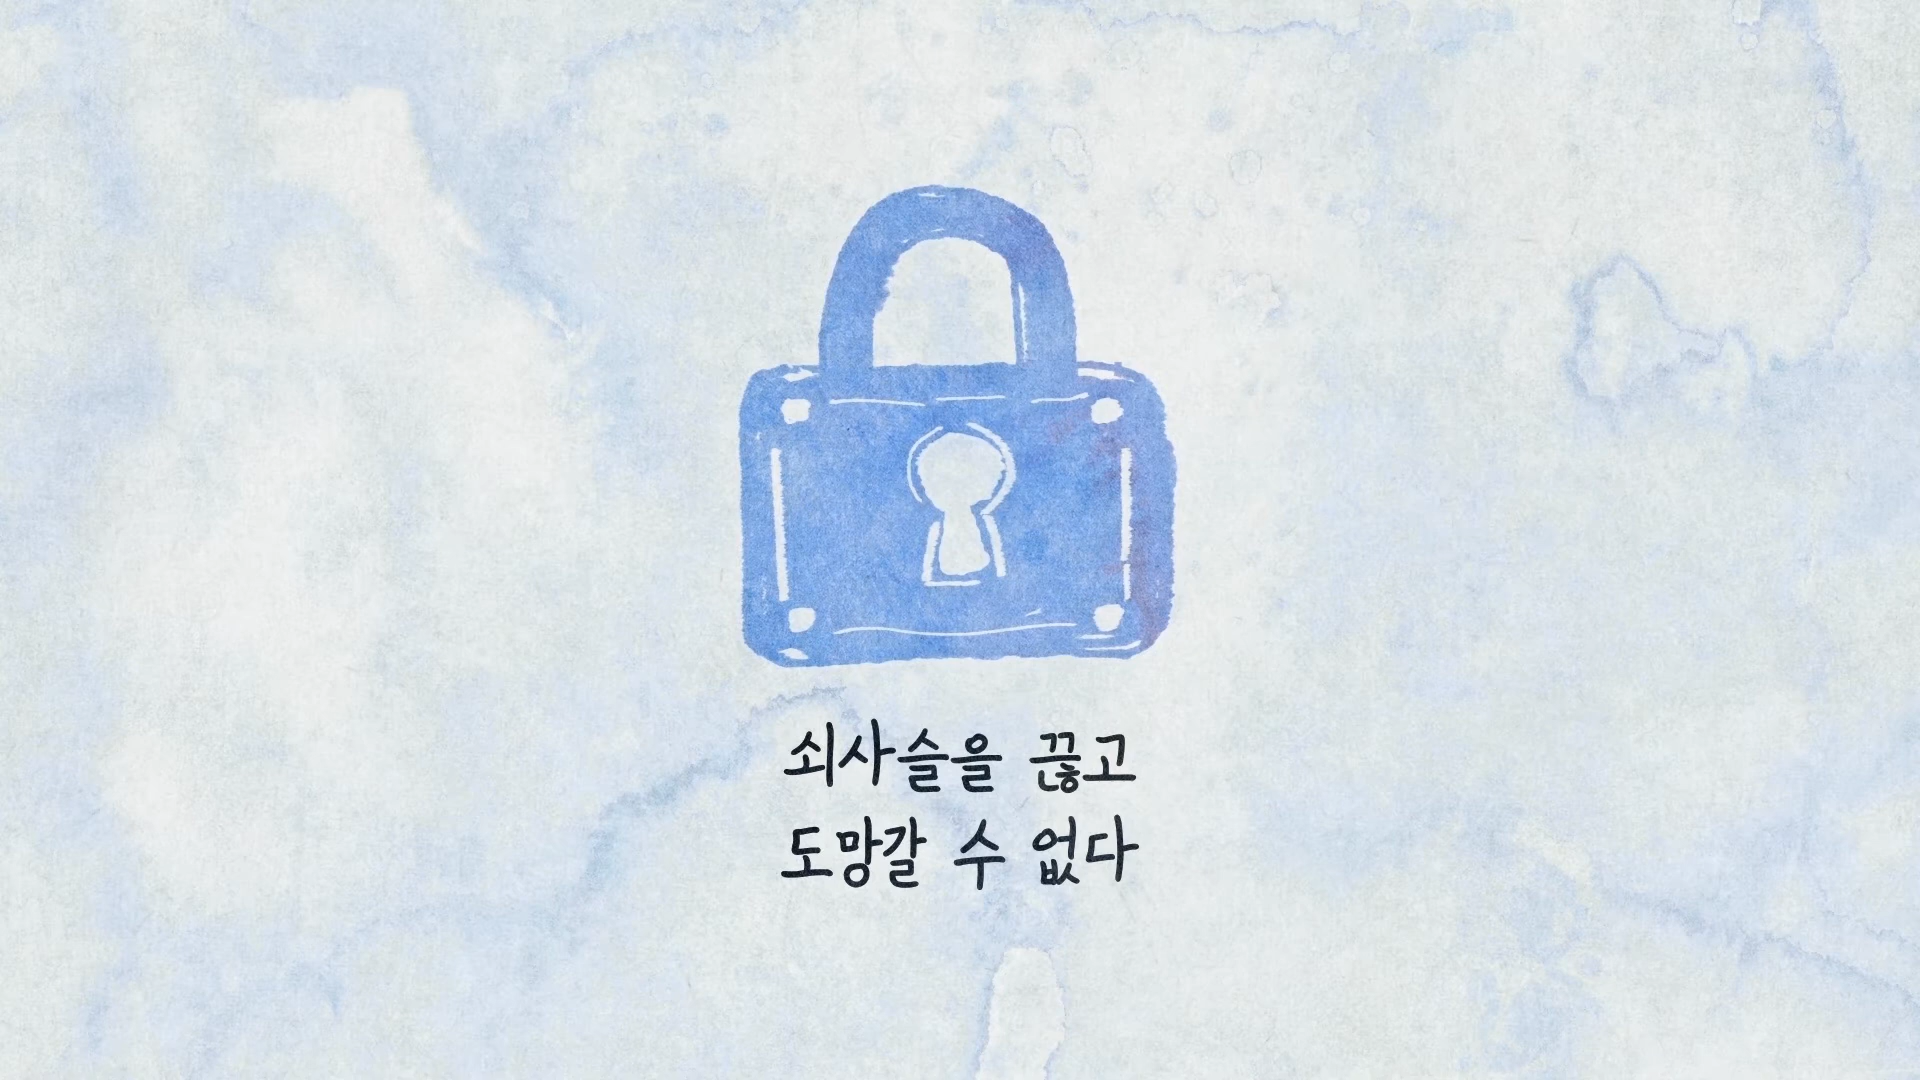 쇠사슬을 끊고
도망갈 수 없다